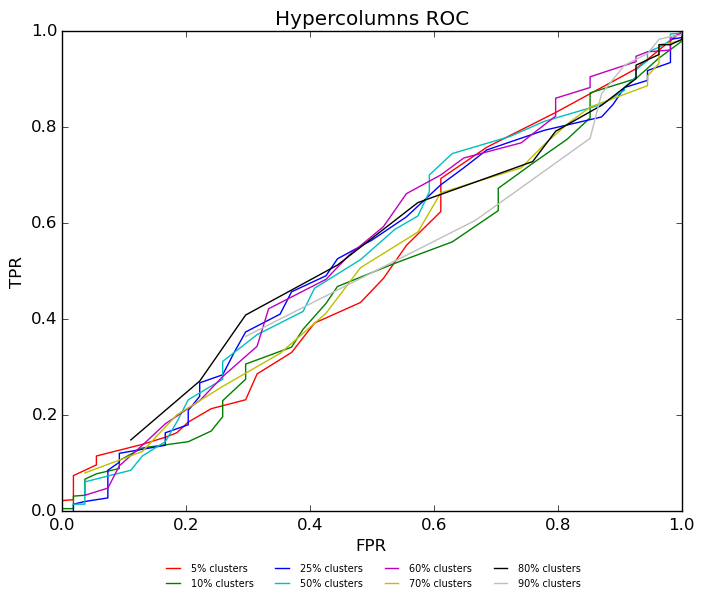 Hypercolumns ROC
1.0
0.8
0.6
0.4
0.2
0.0
TPR
0.0 0.2 0.4 0.6 0.8 1.0
FPR
5% clusters 25% clusters 60% clusters 80% clusters
10% clusters 50% clusters 70% clusters 90% clusters